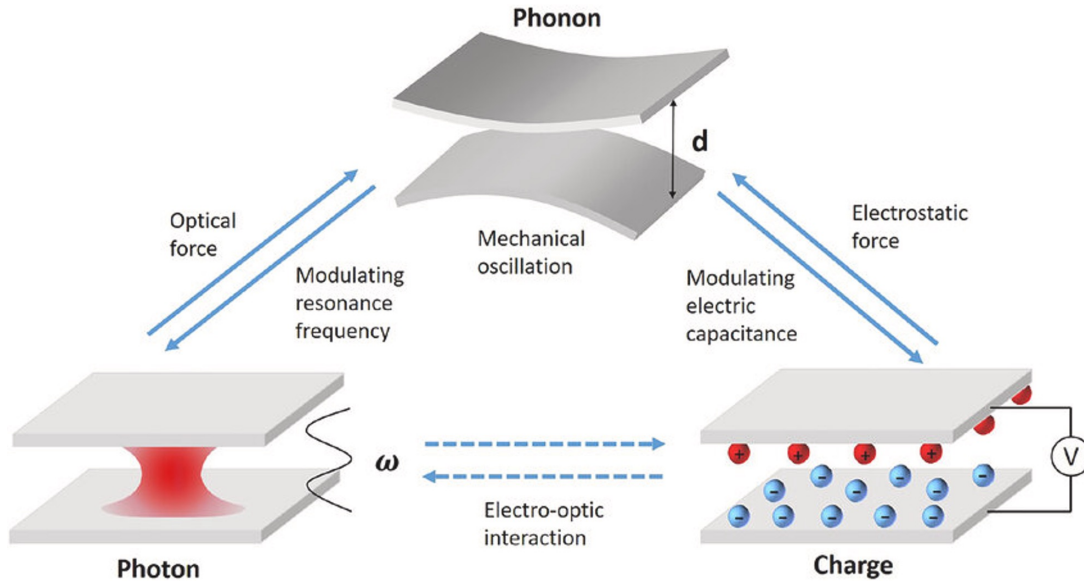 Phonon
d
Optical
force
Mechanical
oscillation
Electrostatic
force
Modulating
resonance
frequency
Modulating
electric
capacitance
ω
Electro-optic
interaction
+ + + +
- - - - -
- - - - -
V
Photon
Charge